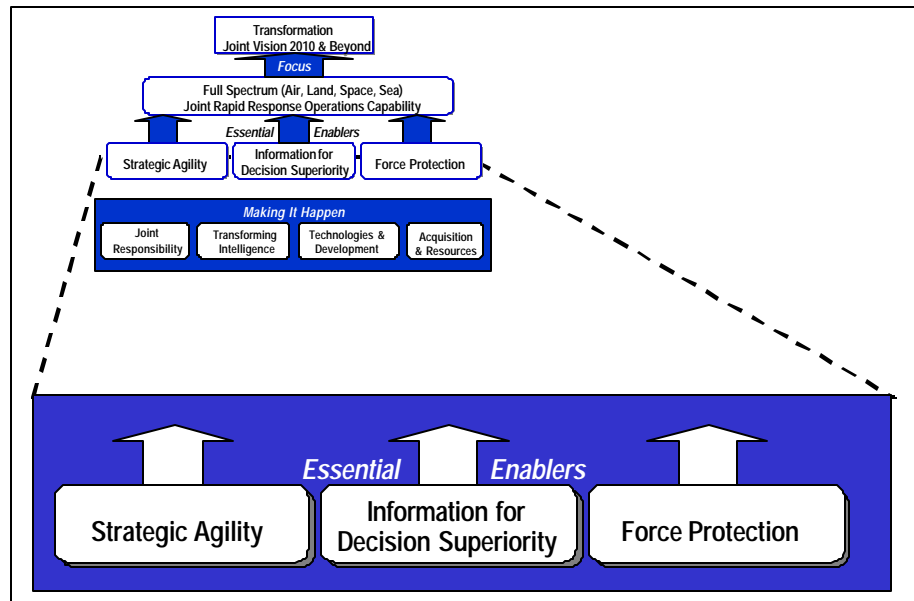 Transformation
Joint Vision 2010 & Beyond
Focus
Full Spectrum (Air, Land, Space, Sea)
Joint Rapid Response Operations Capability
Essential Enablers
Strategic Agility
Information for
Decision Superiority
Force Protection
Making It Happen
Joint
Responsibility
Transforming
Intelligence
Technologies &
Development
Acquisition
& Resources
Essential Enablers
Strategic Agility
Information for
Decision Superiority
Force Protection